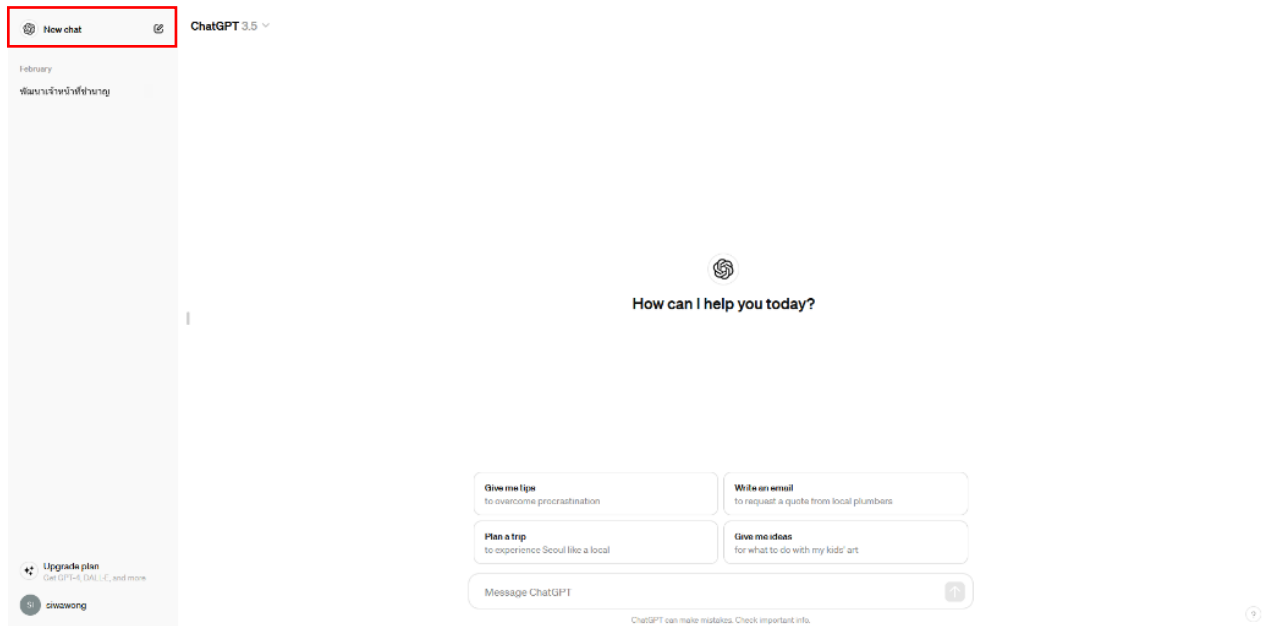 New chat
ChatGPT 3.5
February
พัฒนาเจ้าหน้าที่ชำนาญ
How can I help you today?
Give me tips
to overcome procrastination
Write an email
to request a quote from local plumbers
Plan a trip
to experience Seoul like a local
Give me ideas
for what to do with my kids' art
Upgrade plan
Get GPT-4, DALL·E, and more
SI
siwawong
Message ChatGPT
ChatGPT can make mistakes. Check important info.
?